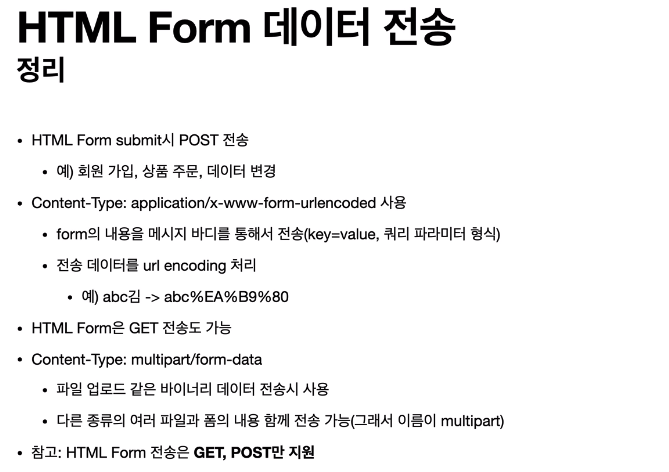 HTML Form 데이터 전송
정리
• HTML Form submit시 POST 전송
• 예) 회원 가입, 상품 주문, 데이터 변경
• Content-Type: application/x-www-form-urlencoded 사용
• form의 내용을 메시지 바디를 통해서 전송(key=value, 쿼리 파라미터 형식)
• 전송 데이터를 url encoding 처리
• 예) abc김 -> abc%EA%B9%80
• HTML Form은 GET 전송도 가능
• Content-Type: multipart/form-data
• 파일 업로드 같은 바이너리 데이터 전송시 사용
• 다른 종류의 여러 파일과 폼의 내용 함께 전송 가능(그래서 이름이 multipart)
• 참고: HTML Form 전송은 GET, POST만 지원